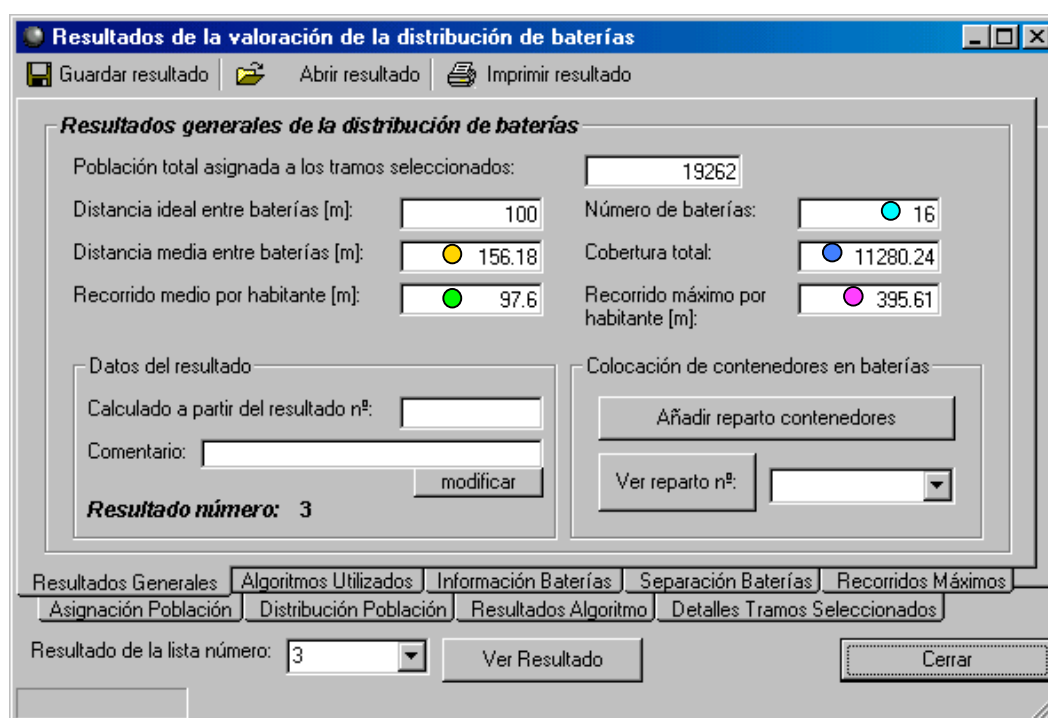 Resultados de la valoración de la distribución de baterías
Guardar resultado Abrir resultado Imprimir resultado
Resultados generales de la distribución de baterías
Población total asignada a los tramos seleccionados: 19262
Distancia ideal entre baterías [m]: 100 Número de baterías: 16
Distancia media entre baterías [m]: 156.18 Cobertura total: 11280.24
Recorrido medio por habitante [m]: 97.6 Recorrido máximo por
habitante [m]: 395.61
Datos del resultado Colocación de contenedores en baterías
Calculado a partir del resultado nº: Añadir reparto contenedores
Comentario:
modificar Ver reparto nº:
Resultado número: 3
Resultados Generales Algoritmos Utilizados Información Baterías Separación Baterías Recorridos Máximos
Asignación Población Distribución Población Resultados Algoritmo Detalles Tramos Seleccionados
Resultado de la lista número: 3 Ver Resultado Cerrar